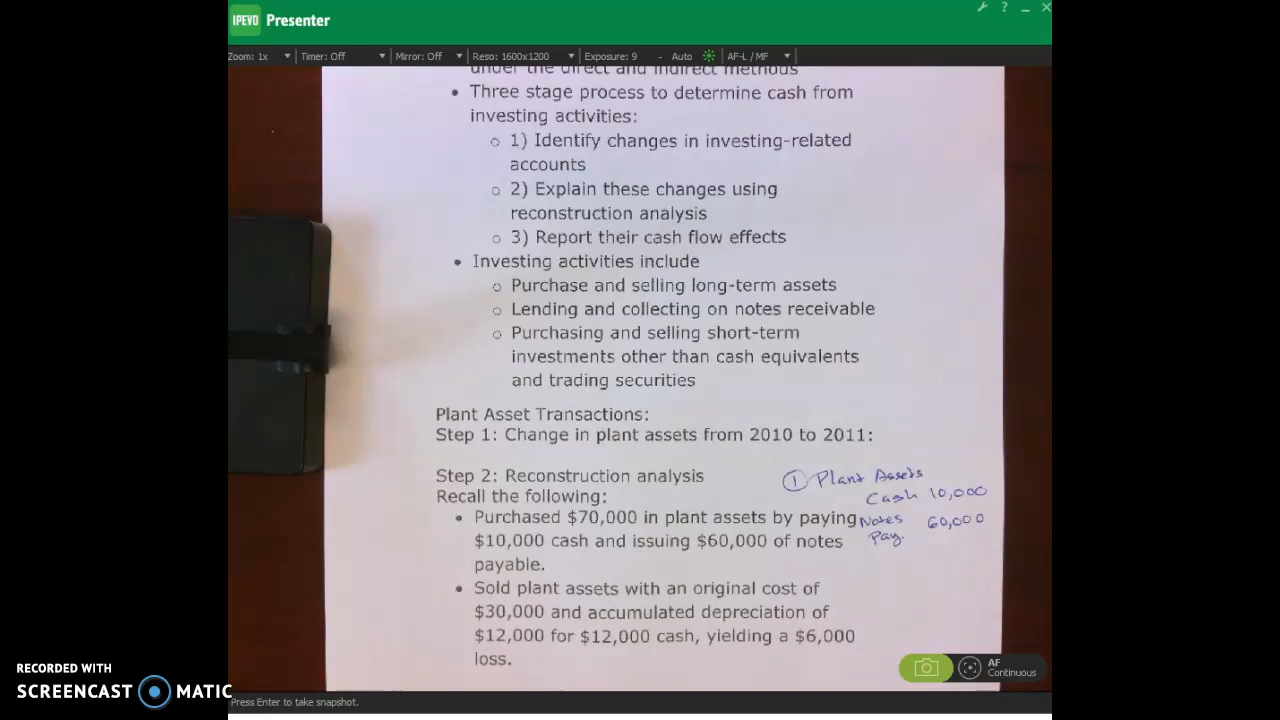 IPEVO Presenter
Zoom: 1x Timer: Off Mirror: Off Reso: 1600x1200 Exposure: 9 - Auto AF-L / MF
under the direct and indirect methods
• Three stage process to determine cash from
investing activities:
o 1) Identify changes in investing-related
accounts
o 2) Explain these changes using
reconstruction analysis
o 3) Report their cash flow effects
• Investing activities include
o Purchase and selling long-term assets
o Lending and collecting on notes receivable
o Purchasing and selling short-term
investments other than cash equivalents
and trading securities
Plant Asset Transactions:
Step 1: Change in plant assets from 2010 to 2011:
Step 2: Reconstruction analysis
Recall the following:
• Purchased $70,000 in plant assets by paying
$10,000 cash and issuing $60,000 of notes
payable.
• Sold plant assets with an original cost of
$30,000 and accumulated depreciation of
$12,000 for $12,000 cash, yielding a $6,000
loss.
① Plant Assets
Cash 10,000
Notes 60,000
Pay.
AF
Continuous
RECORDED WITH
SCREENCAST MATIC
Press Enter to take snapshot.